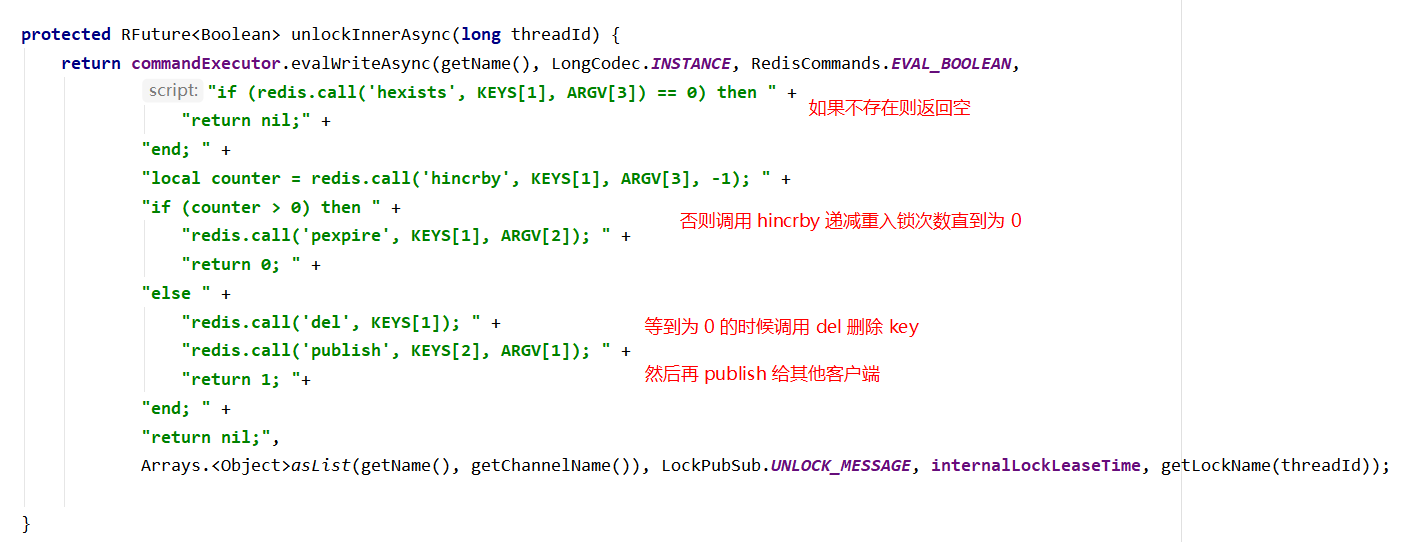 protected RFuture<Boolean> unlockInnerAsync(long threadId) {
return commandExecutor.evalWriteAsync(getName(), LongCodec.INSTANCE, RedisCommands.EVAL_BOOLEAN,
script: "if (redis.call('hexists', KEYS[1], ARGV[3]) == 0) then " +
如果不存在则返回空
"return nil;" +
"end; " +
"local counter = redis.call('hincrby', KEYS[1], ARGV[3], -1); " +
"if (counter > 0) then " +
否则调用 hincrby 递减重入锁次数直到为 0
"redis.call('pexpire', KEYS[1], ARGV[2]); " +
"return 0; " +
"else " +
"redis.call('del', KEYS[1]); " +
等到为 0 的时候调用 del 删除 key
"redis.call('publish', KEYS[2], ARGV[1]); " +
然后再 publish 给其他客户端
"return 1; "+
"end; " +
"return nil;",
Arrays.<Object>asList(getName(), getChannelName()), LockPubSub.UNLOCK_MESSAGE, internalLockLeaseTime, getLockName(threadId));
}